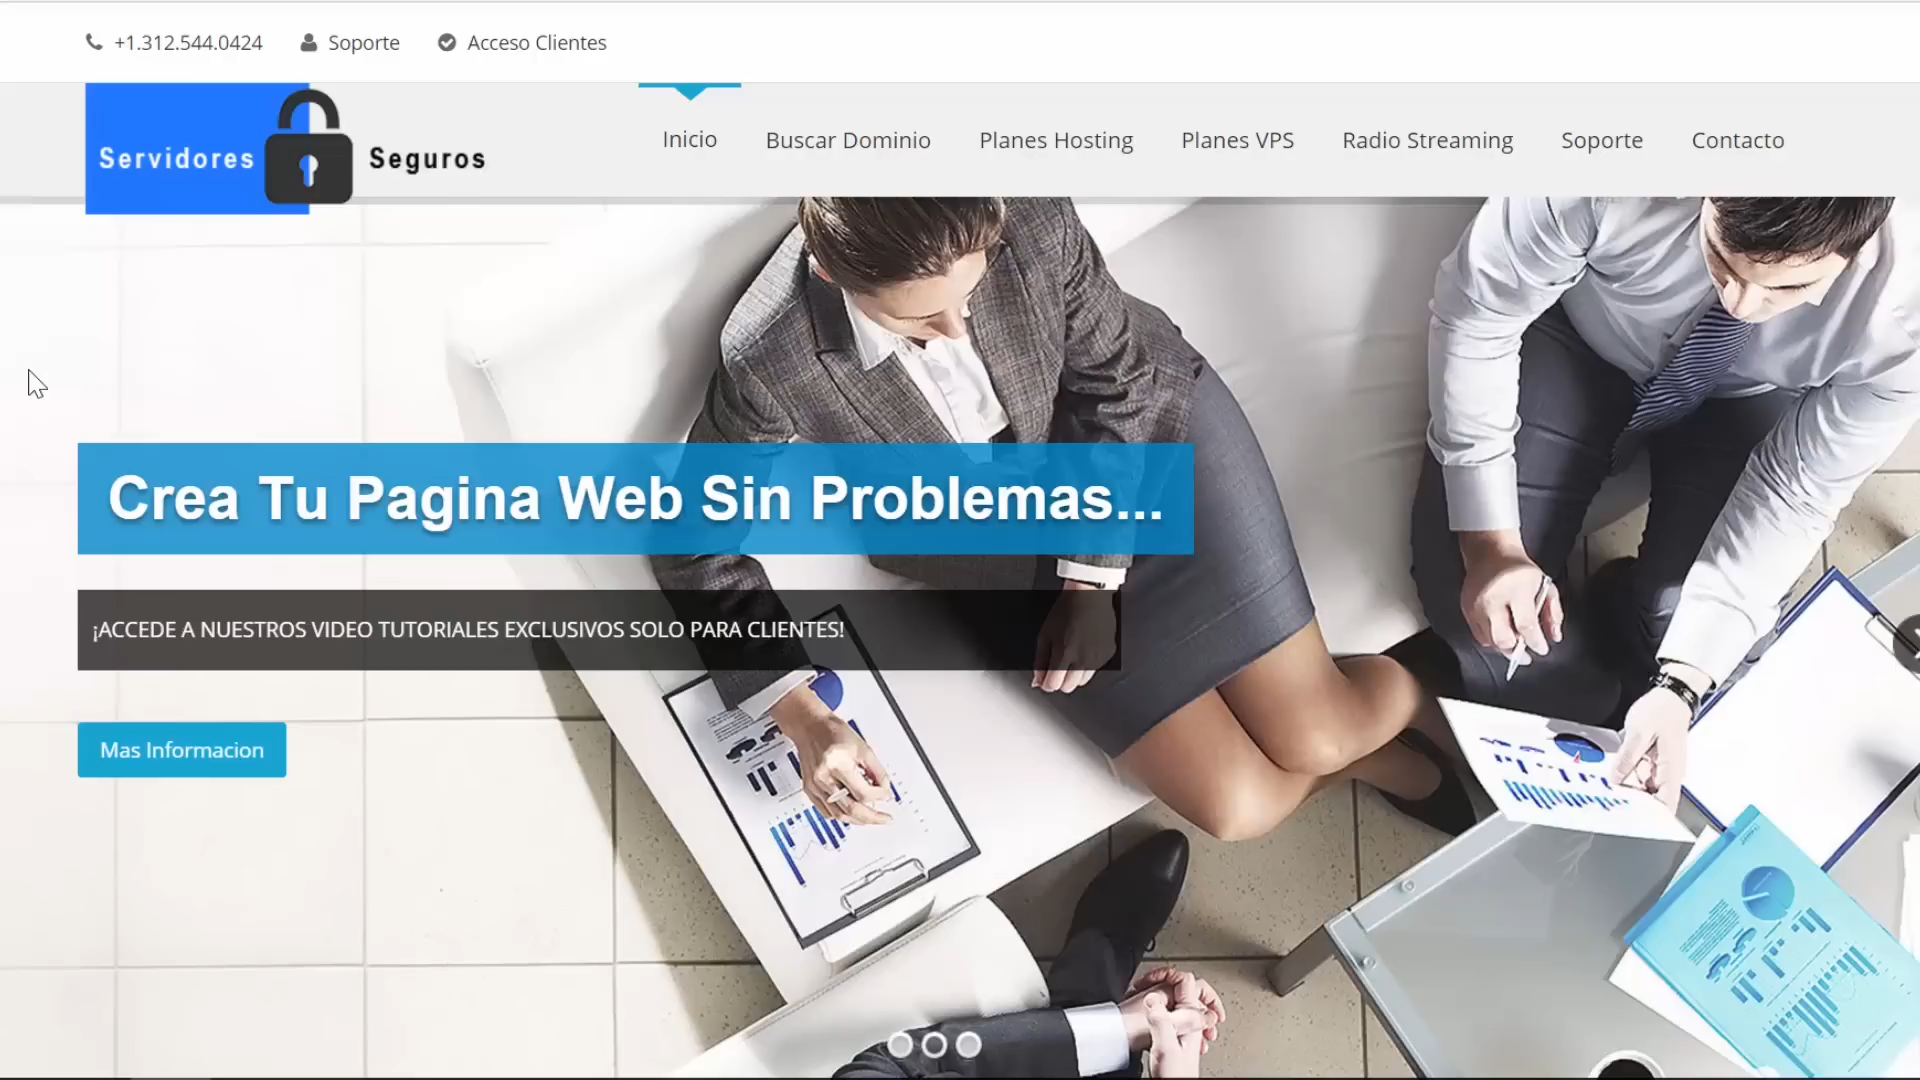 +1.312.544.0424 Soporte Acceso Clientes
Servidores Seguros
Inicio Buscar Dominio Planes Hosting Planes VPS Radio Streaming Soporte Contacto
Crea Tu Pagina Web Sin Problemas...
¡ACCEDE A NUESTROS VIDEO TUTORIALES EXCLUSIVOS SOLO PARA CLIENTES!
Mas Informacion